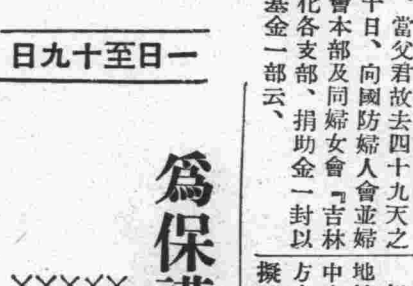 當父君故去四十九天之
日、向國防婦人會並婦
會本部及同婦女會『吉林
化各支部、捐助金一封以
基金一部云、
一日至十九日
爲保護
××××××